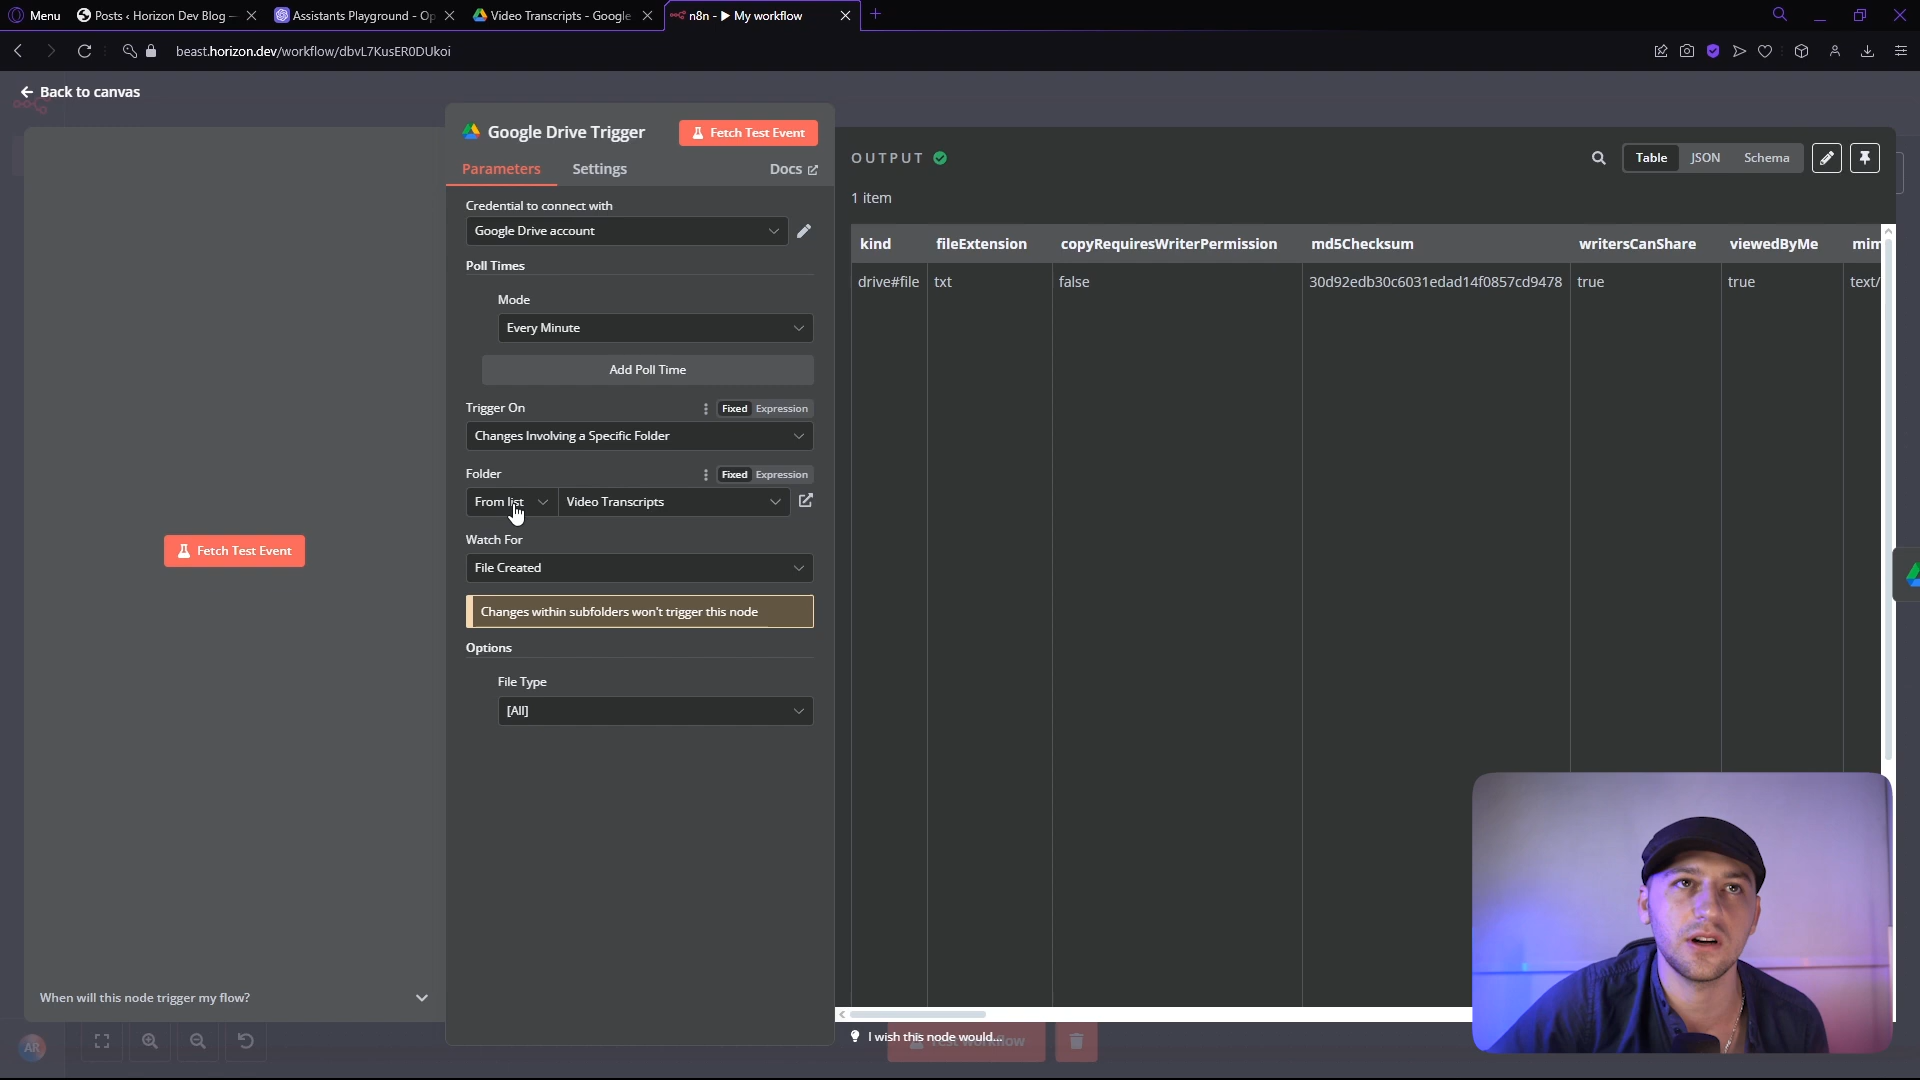 Menu
Posts ‹ Horizon Dev Blog —
Assistants Playground - Op
Video Transcripts - Google
n8n - ▶ My workflow
beast.horizon.dev/workflow/dbvL7KusER0DUkoi
Back to canvas
Google Drive Trigger
Fetch Test Event
Parameters
Settings
Docs
Credential to connect with
Google Drive account
Poll Times
Mode
Every Minute
Add Poll Time
Trigger On
Fixed
Expression
Changes Involving a Specific Folder
Folder
Fixed
Expression
From list
Video Transcripts
Watch For
File Created
Changes within subfolders won't trigger this node
Options
File Type
[All]
Fetch Test Event
When will this node trigger my flow?
AR
OUTPUT
Table
JSON
Schema
1 item
kind
fileExtension
copyRequiresWriterPermission
md5Checksum
writersCanShare
viewedByMe
mim
drive#file
txt
false
30d92edb30c6031edad14f0857cd9478
true
true
text/
I wish this node would...
Test workflow